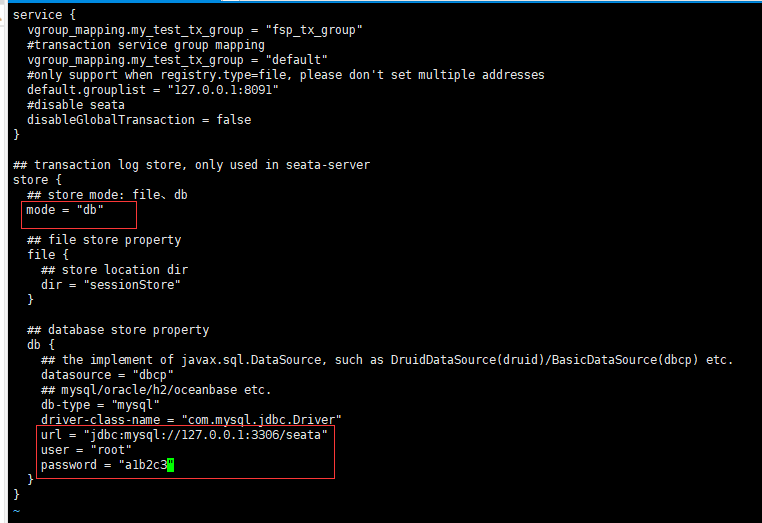 service {
  vgroup_mapping.my_test_tx_group = "fsp_tx_group"
  #transaction service group mapping
  vgroup_mapping.my_test_tx_group = "default"
  #only support when registry.type=file, please don't set multiple addresses
  default.grouplist = "127.0.0.1:8091"
  #disable seata
  disableGlobalTransaction = false
}
## transaction log store, only used in seata-server
store {
  ## store mode: file、db
  mode = "db"
  ## file store property
  file {
    ## store location dir
    dir = "sessionStore"
  }
  ## database store property
  db {
    ## the implement of javax.sql.DataSource, such as DruidDataSource(druid)/BasicDataSource(dbcp) etc.
    datasource = "dbcp"
    ## mysql/oracle/h2/oceanbase etc.
    db-type = "mysql"
    driver-class-name = "com.mysql.jdbc.Driver"
    url = "jdbc:mysql://127.0.0.1:3306/seata"
    user = "root"
    password = "a1b2c3"
  }
}
~